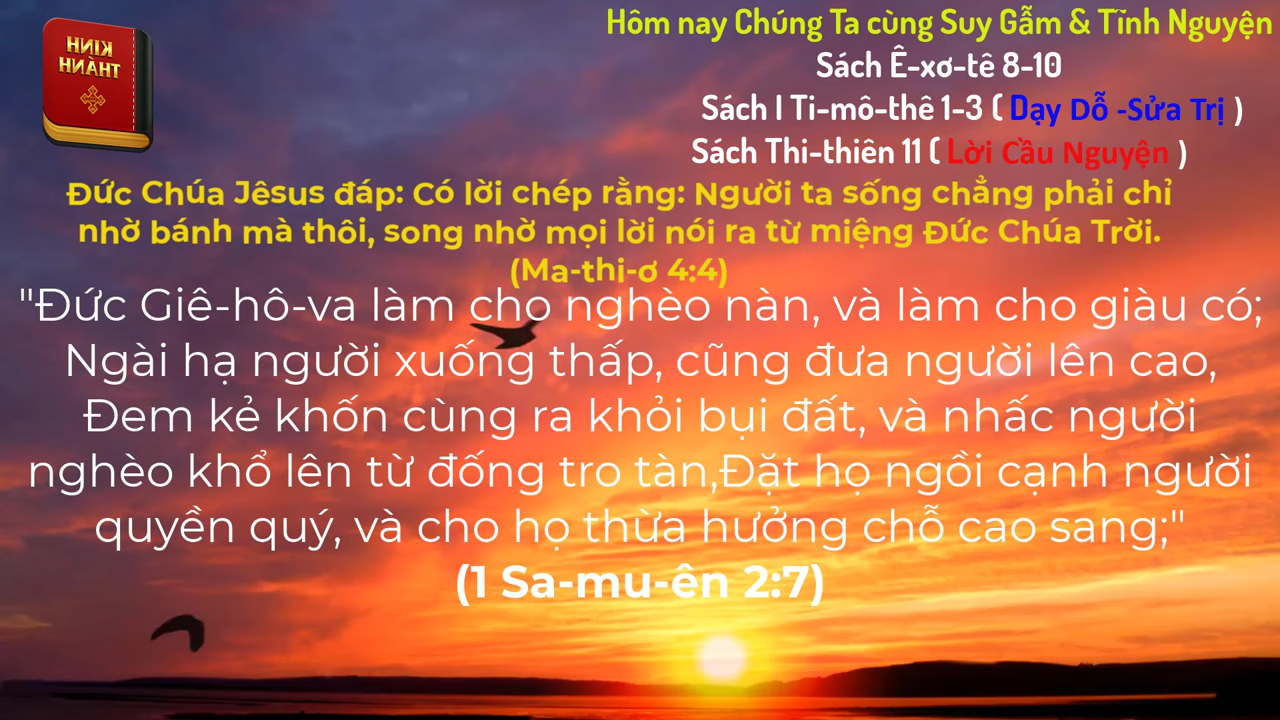 KINH
THÀNH
Hôm nay Chúng Ta cùng Suy Gẫm & Tĩnh Nguyện
Sách Ê-xơ-tê 8-10
Sách I Ti-mô-thê 1-3 ( Dạy Dỗ -Sửa Trị )
Sách Thi-thiên 11 ( Lời Cầu Nguyện )
Đức Chúa Jêsus đáp: Có lời chép rằng: Người ta sống chẳng phải chỉ
nhờ bánh mà thôi, song nhờ mọi lời nói ra từ miệng Đức Chúa Trời.
(Ma-thi-ơ 4:4)
"Đức Giê-hô-va làm cho nghèo nàn, và làm cho giàu có;
Ngài hạ người xuống thấp, cũng đưa người lên cao,
Đem kẻ khốn cùng ra khỏi bụi đất, và nhấc người
nghèo khổ lên từ đống tro tàn,Đặt họ ngồi cạnh người
quyền quý, và cho họ thừa hưởng chỗ cao sang;"
(1 Sa-mu-ên 2:7)